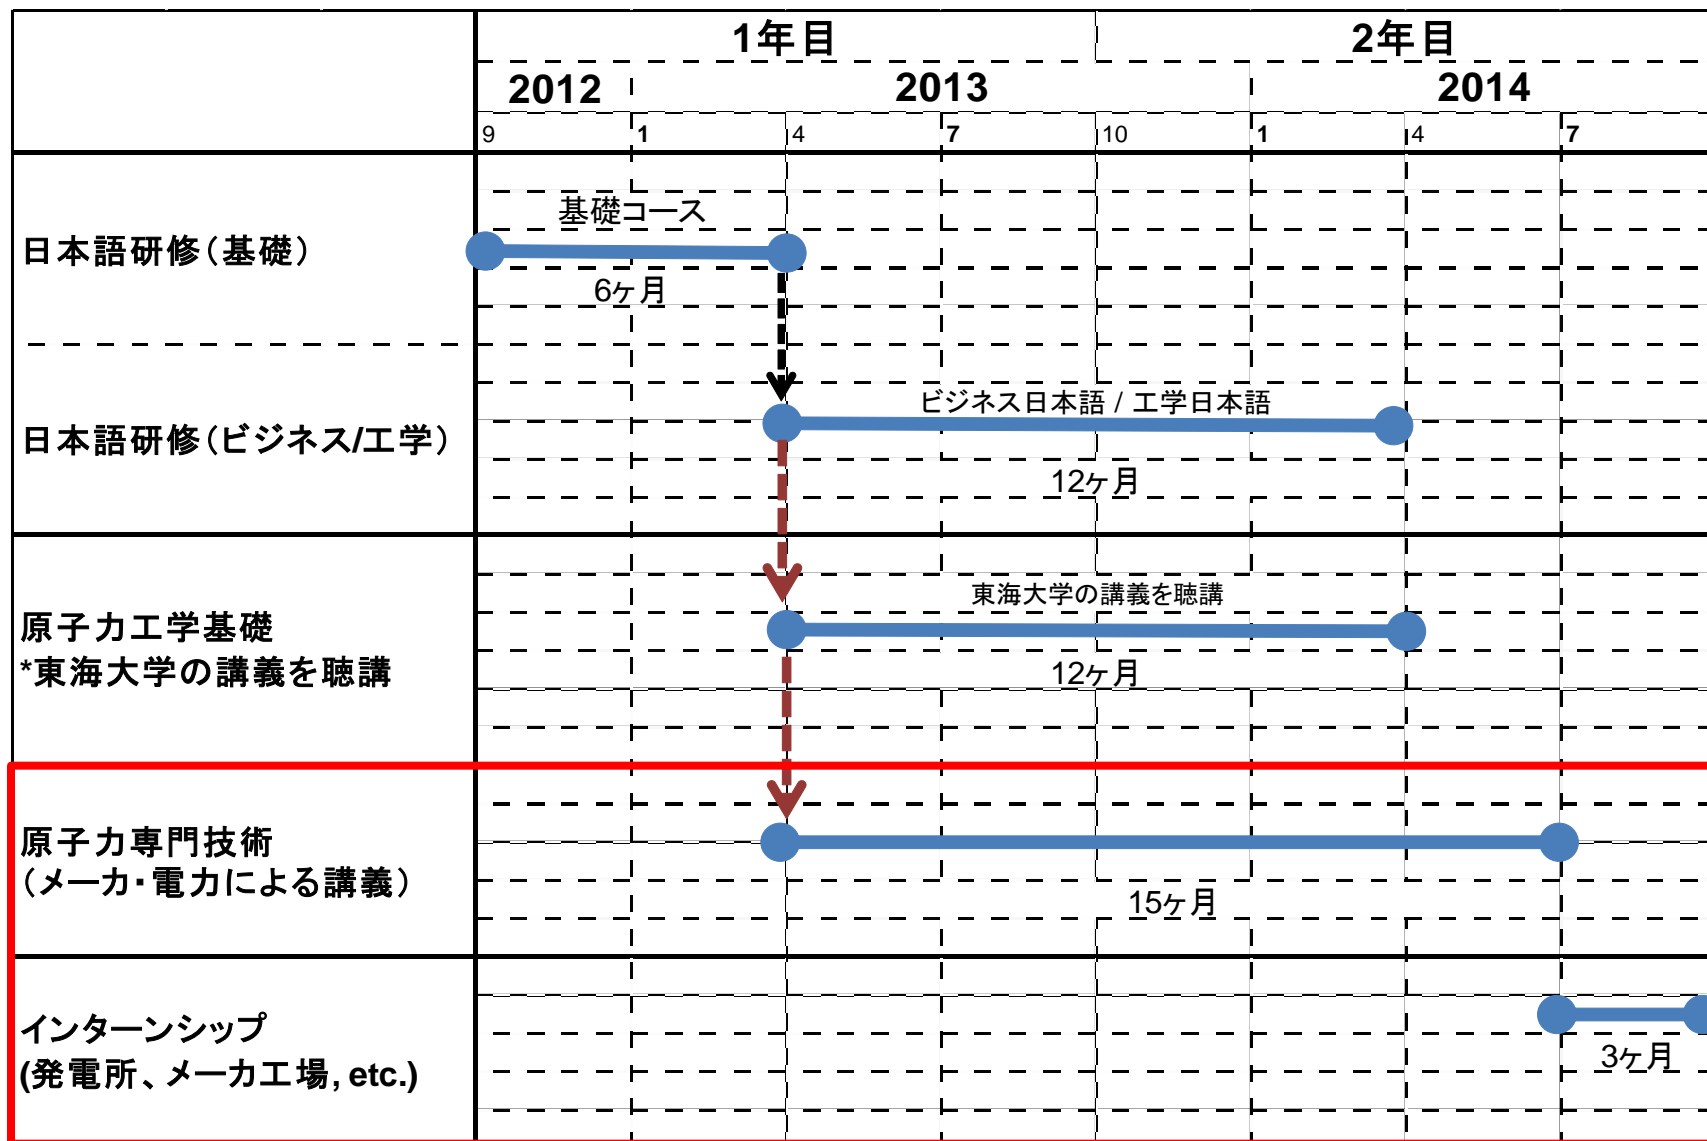 1年目 2年目
2012 2013 2014
9 1 4 7 10 1 4 7
基礎コース
日本語研修（基礎）
6ヶ月
ビジネス日本語 / 工学日本語
日本語研修（ビジネス/工学）
12ヶ月
東海大学の講義を聴講
原子力工学基礎
*東海大学の講義を聴講
12ヶ月
原子力専門技術
（メーカ・電力による講義）
15ヶ月
インターンシップ
3ヶ月
(発電所、メーカ工場, etc.)